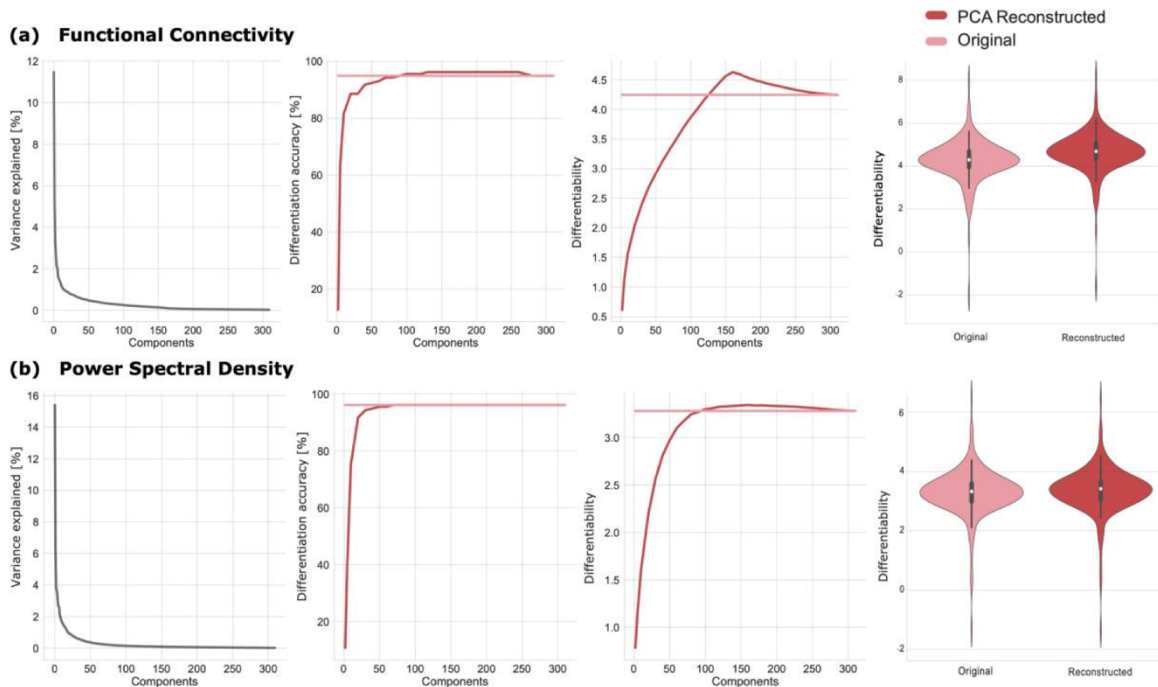 PCA Reconstructed
Original
(a) Functional Connectivity
Variance explained [%]
12
10
8
6
4
2
0
0 50 100 150 200 250 300
Components
Differentiation accuracy [%]
100
80
60
40
20
0 50 100 150 200 250 300
Components
Differentiability
4.5
4.0
3.5
3.0
2.5
2.0
1.5
1.0
0.5
0 50 100 150 200 250 300
Components
Differentiability
8
6
4
2
0
-2
Original Reconstructed
(b) Power Spectral Density
Variance explained [%]
16
14
12
10
8
6
4
2
0
0 50 100 150 200 250 300
Components
Differentiation accuracy [%]
100
80
60
40
20
0 50 100 150 200 250 300
Components
Differentiability
3.0
2.5
2.0
1.5
1.0
0 50 100 150 200 250 300
Components
Differentiability
6
4
2
0
-2
Original Reconstructed